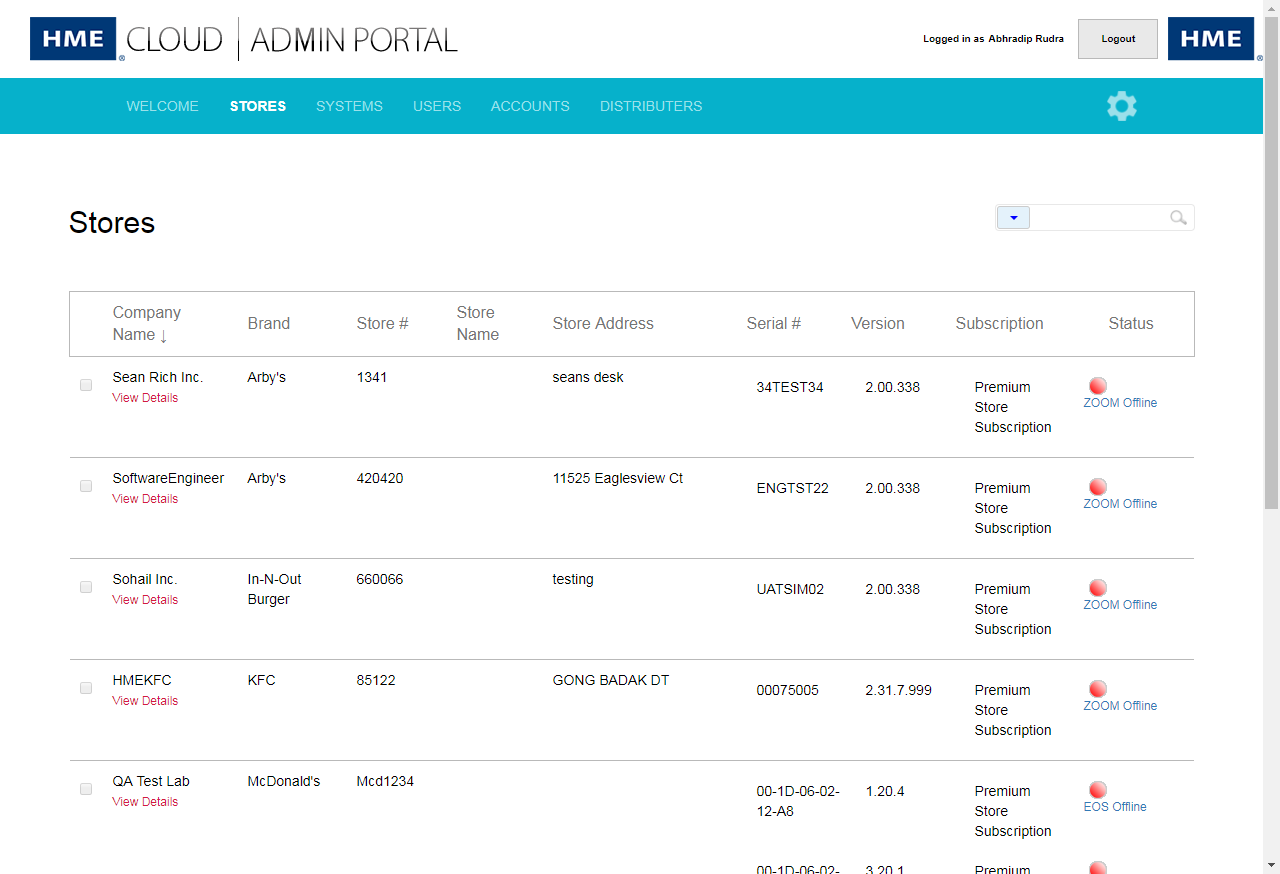 HME CLOUD ADMIN PORTAL Logged in as Abhradip Rudra Logout HME
WELCOME STORES SYSTEMS USERS ACCOUNTS DISTRIBUTERS
Stores
Company Name ↓ Brand Store # Store Name Store Address Serial # Version Subscription Status
Sean Rich Inc. Arby's 1341 seans desk 34TEST34 2.00.338 Premium Store Subscription ZOOM Offline
View Details
SoftwareEngineer Arby's 420420 11525 Eaglesview Ct ENGTST22 2.00.338 Premium Store Subscription ZOOM Offline
View Details
Sohail Inc. In-N-Out Burger 660066 testing UATSIM02 2.00.338 Premium Store Subscription ZOOM Offline
View Details
HMEKFC KFC 85122 GONG BADAK DT 00075005 2.31.7.999 Premium Store Subscription ZOOM Offline
View Details
QA Test Lab McDonald's Mcd1234 00-1D-06-02-12-A8 1.20.4 Premium Store Subscription EOS Offline
View Details
00-1D-06-02- 3.20.1 Premium